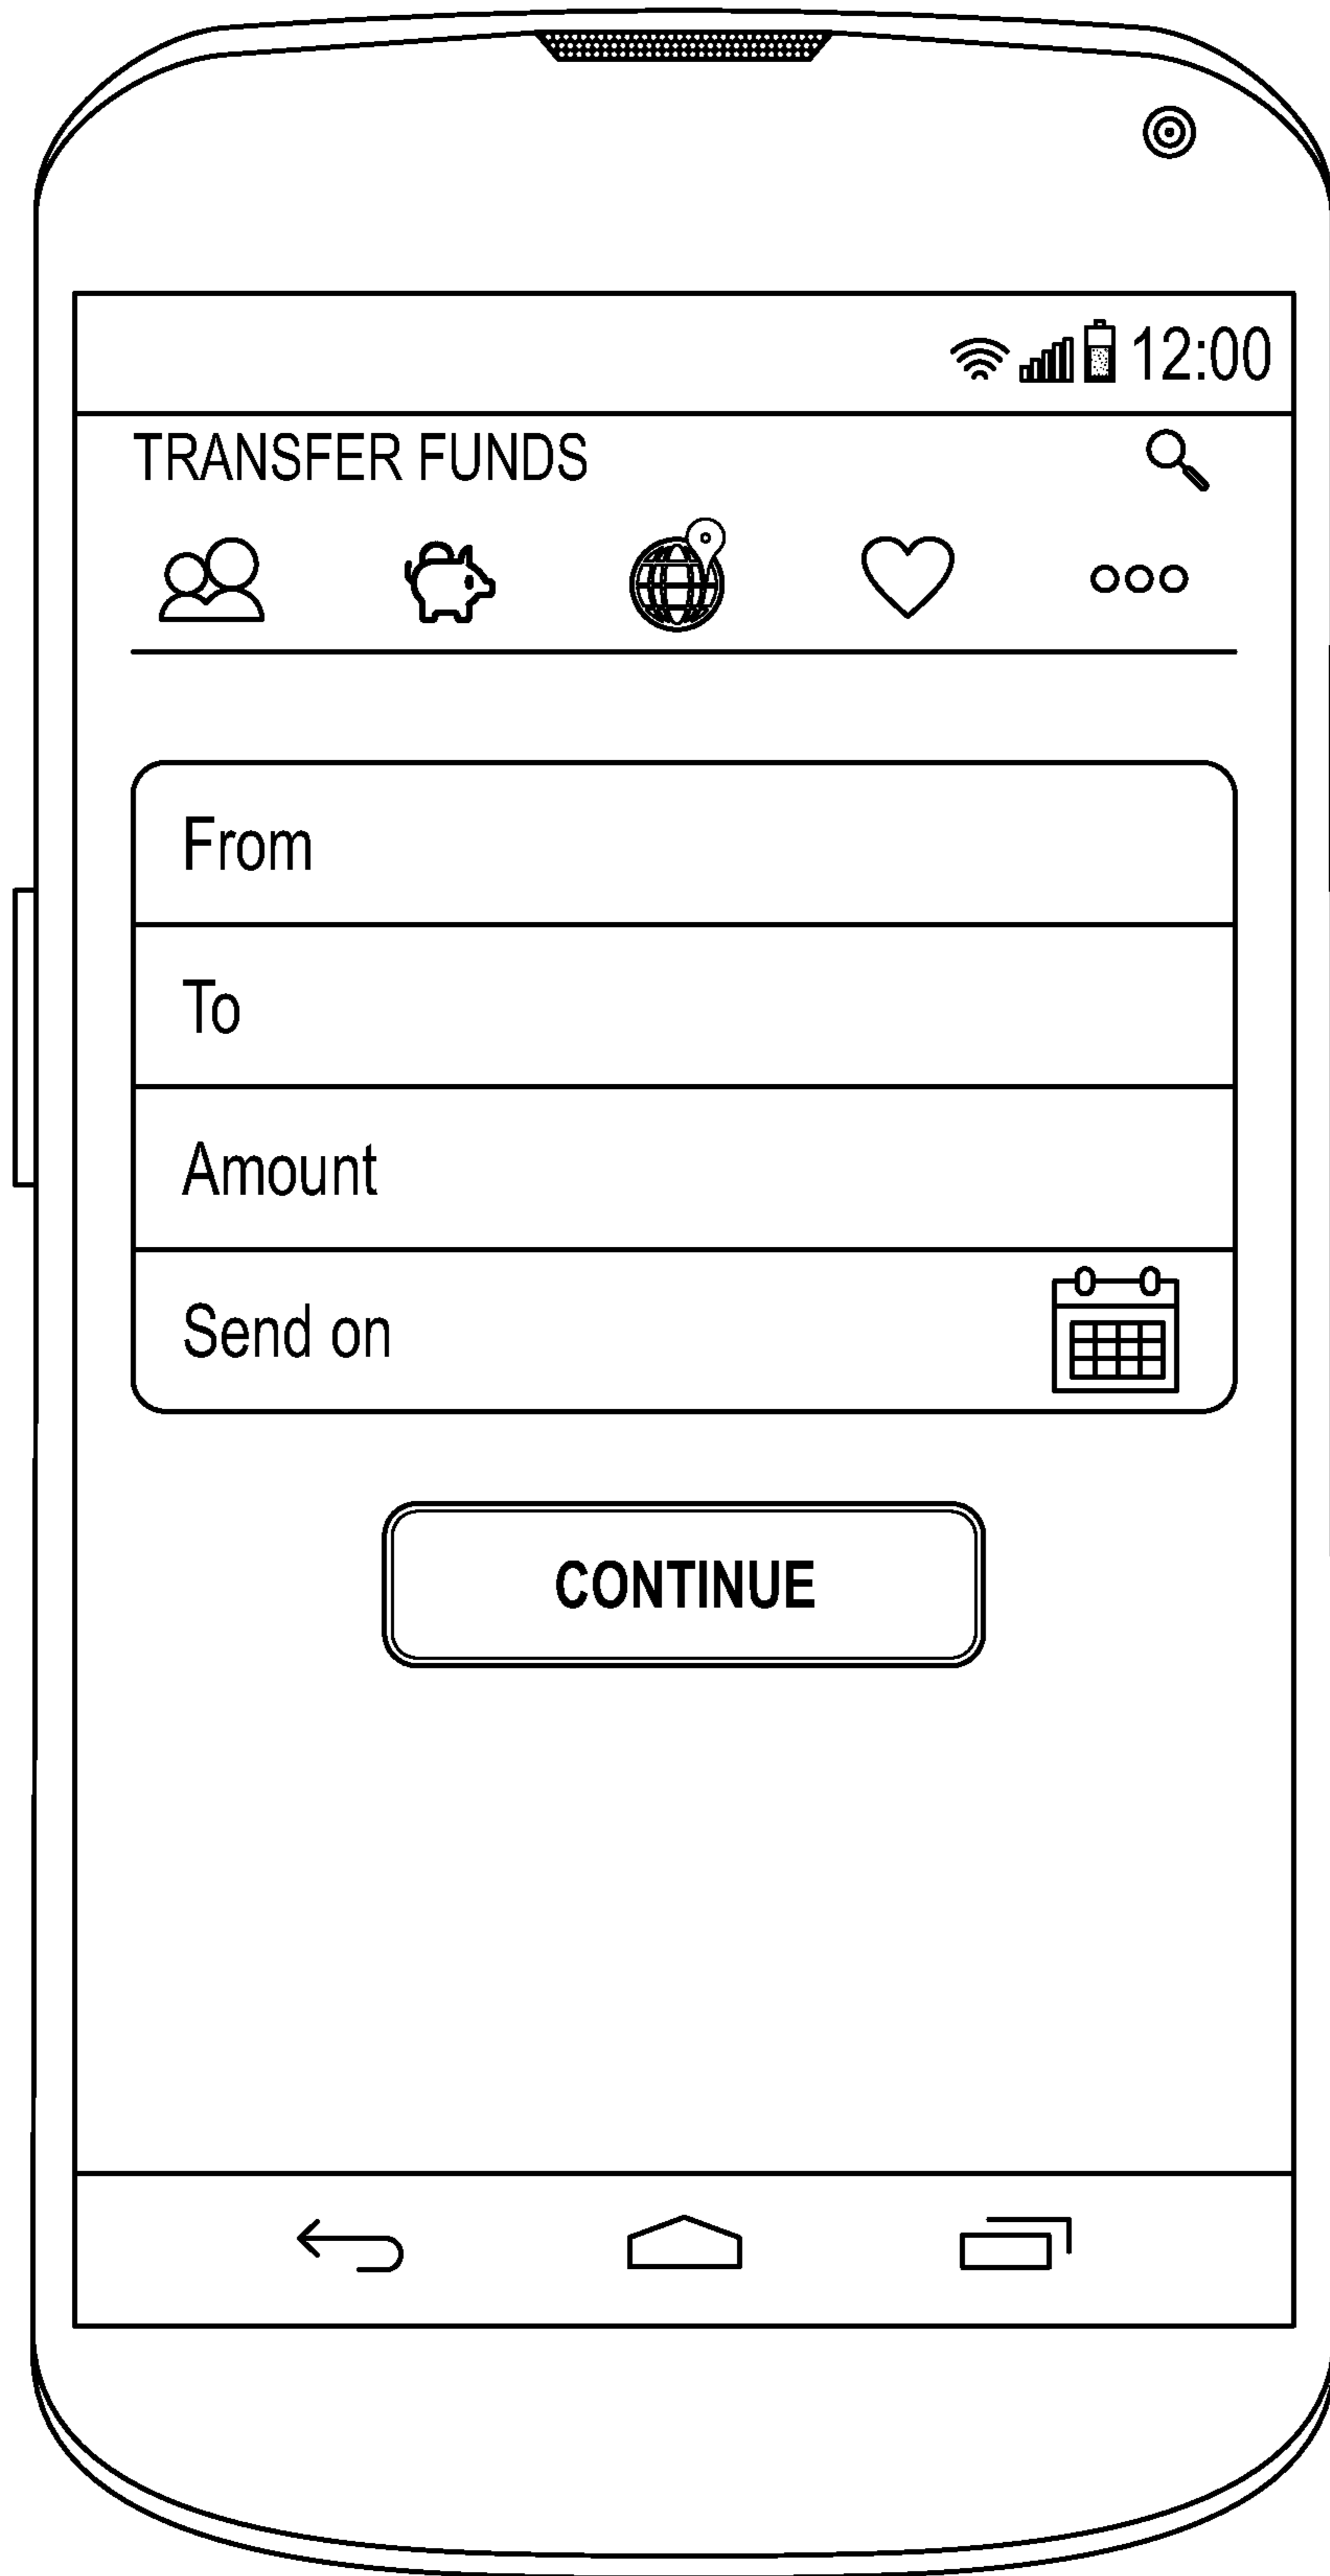 12:00
TRANSFER FUNDS
From
To
Amount
Send on
CONTINUE